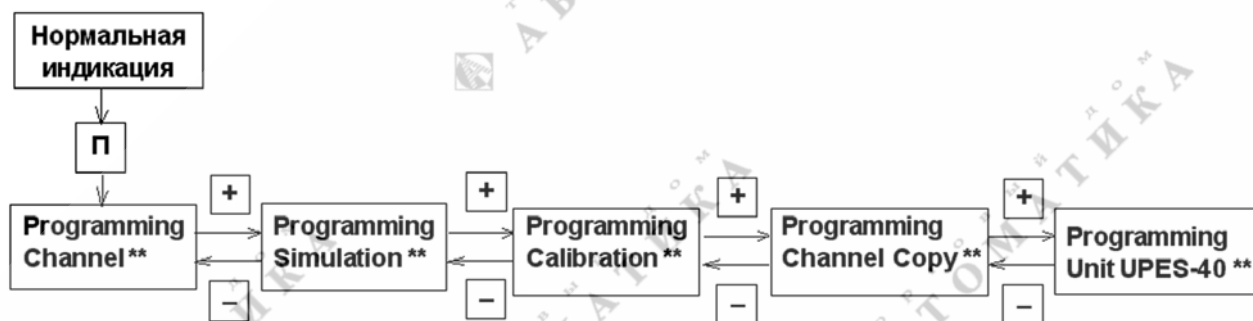 Нормальная
индикация
П
+
+
+
+
Programming
Channel **
Programming
Simulation **
Programming
Calibration **
Programming
Channel Copy **
Programming
Unit UPES-40 **
−
−
−
−